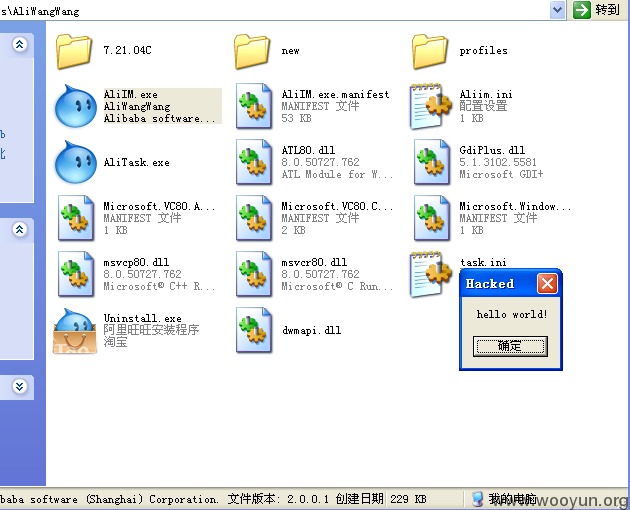 s\AliWangWang
转到
7.21.04C
new
profiles
AliIM.exe
AliWangWang
Alibaba software...
AliIM.exe.manifest
MANIFEST 文件
53 KB
Aliim.ini
配置设置
1 KB
AliTask.exe
ATL80.dll
8.0.50727.762
ATL Module for W...
GdiPlus.dll
5.1.3102.5581
Microsoft GDI+
Microsoft.VC80.A...
MANIFEST 文件
1 KB
Microsoft.VC80.C...
MANIFEST 文件
2 KB
Microsoft.Window...
MANIFEST 文件
1 KB
msvcp80.dll
8.0.50727.762
Microsoft® C++ R...
msvcr80.dll
8.0.50727.762
Microsoft® C Run...
task.ini
Uninstall.exe
阿里旺旺安装程序
淘宝
dwmapi.dll
Hacked
hello world!
确定
baba software (Shanghai) Corporation. 文件版本: 2.0.0.1 创建日期
229 KB
我的电脑
www.wooyun.org